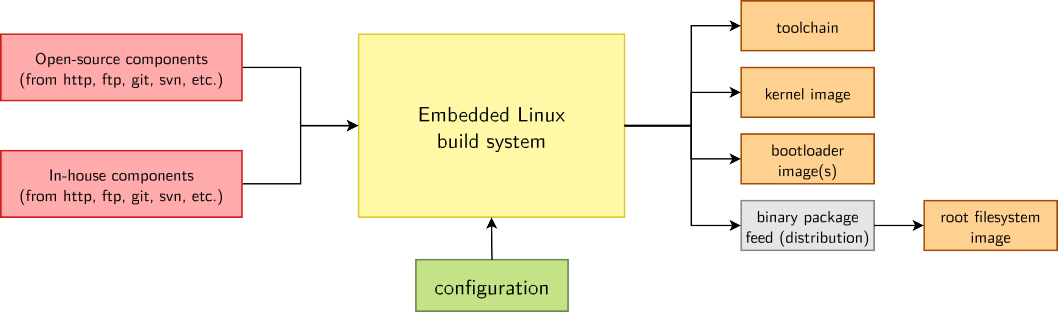 Open-source components
(from http, ftp, git, svn, etc.)
In-house components
(from http, ftp, git, svn, etc.)
Embedded Linux
build system
configuration
toolchain
kernel image
bootloader
image(s)
binary package
feed (distribution)
root filesystem
image